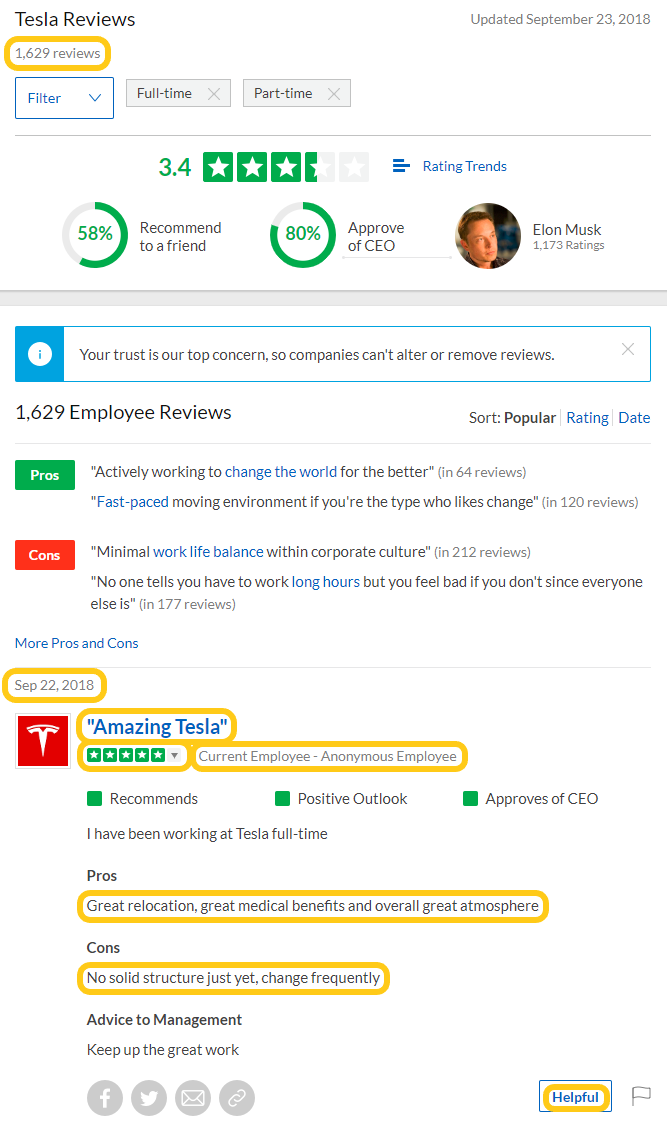 Tesla Reviews
Updated September 23, 2018
1,629 reviews
Filter
Full-time
Part-time
3.4
Rating Trends
58%
Recommend
to a friend
80%
Approve
of CEO
Elon Musk
1,173 Ratings
i
Your trust is our top concern, so companies can't alter or remove reviews.
1,629 Employee Reviews
Sort: Popular | Rating | Date
Pros
"Actively working to change the world for the better" (in 64 reviews)
"Fast-paced moving environment if you're the type who likes change" (in 120 reviews)
Cons
"Minimal work life balance within corporate culture" (in 212 reviews)
"No one tells you have to work long hours but you feel bad if you don't since everyone
else is" (in 177 reviews)
More Pros and Cons
Sep 22, 2018
"Amazing Tesla"
Current Employee - Anonymous Employee
Recommends
Positive Outlook
Approves of CEO
I have been working at Tesla full-time
Pros
Great relocation, great medical benefits and overall great atmosphere
Cons
No solid structure just yet, change frequently
Advice to Management
Keep up the great work
Helpful